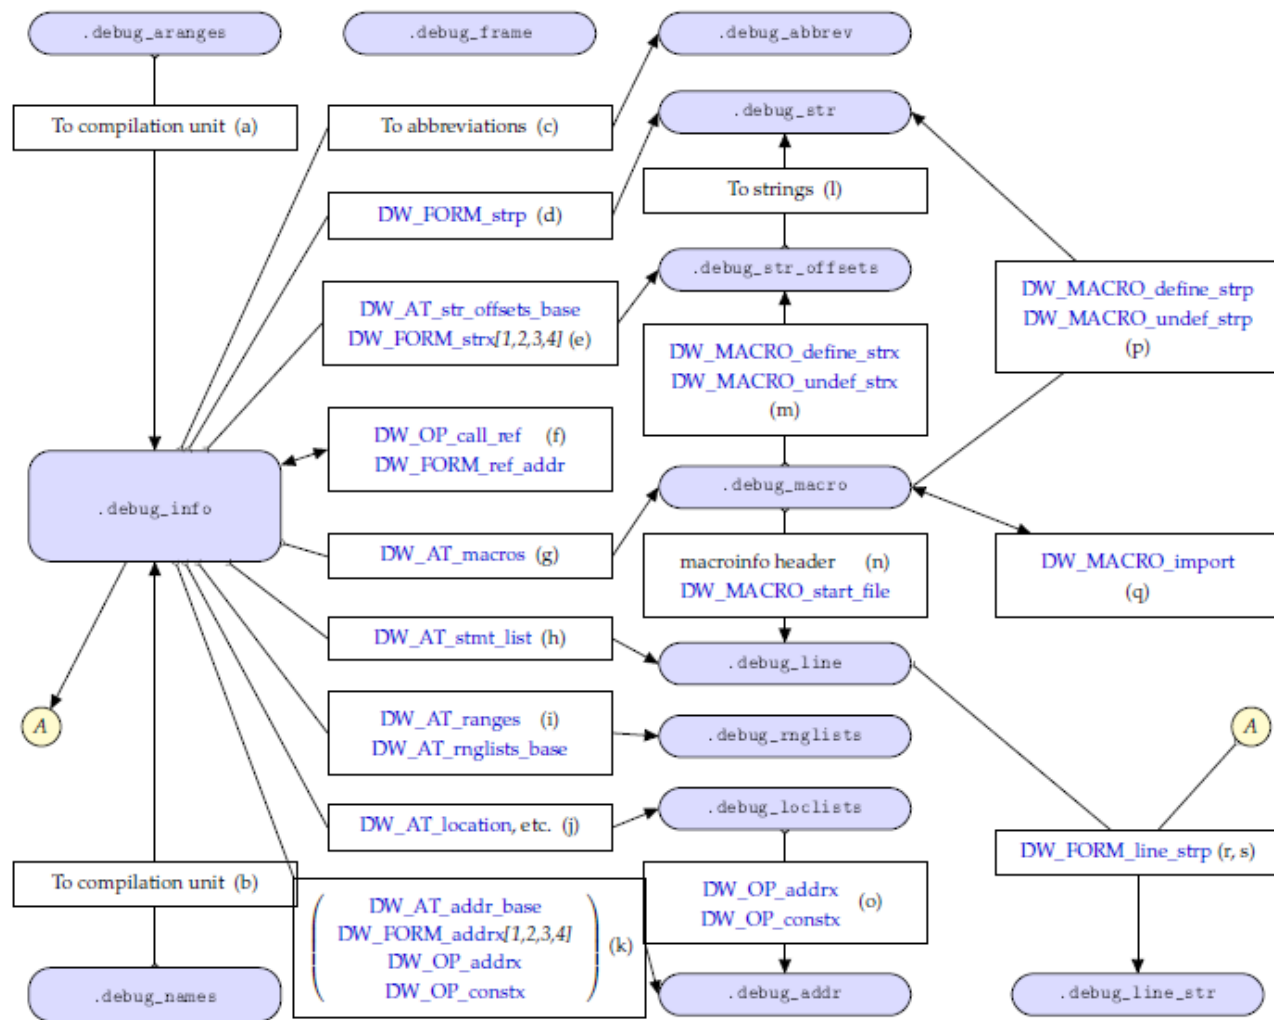 .debug_aranges
.debug_frame
.debug_abbrev
To compilation unit (a)
To abbreviations (c)
.debug_str
To strings (l)
DW_FORM_strp (d)
.debug_str_offsets
DW_AT_str_offsets_base
DW_FORM_strx[1,2,3,4] (e)
DW_MACRO_define_strp
DW_MACRO_undef_strp
(p)
DW_MACRO_define_strx
DW_MACRO_undef_strx
(m)
DW_OP_call_ref (f)
DW_FORM_ref_addr
.debug_info
.debug_macro
DW_AT_macros (g)
macroinfo header (n)
DW_MACRO_start_file
DW_MACRO_import
(q)
DW_AT_stmt_list (h)
.debug_line
A
DW_AT_ranges (i)
DW_AT_rnglists_base
.debug_rnglists
A
DW_AT_location, etc. (j)
.debug_loclists
DW_FORM_line_strp (r, s)
To compilation unit (b)
DW_AT_addr_base
DW_FORM_addrx[1,2,3,4]
DW_OP_addrx
DW_OP_constx
(k)
DW_OP_addrx
DW_OP_constx
(o)
.debug_names
.debug_addr
.debug_line_str